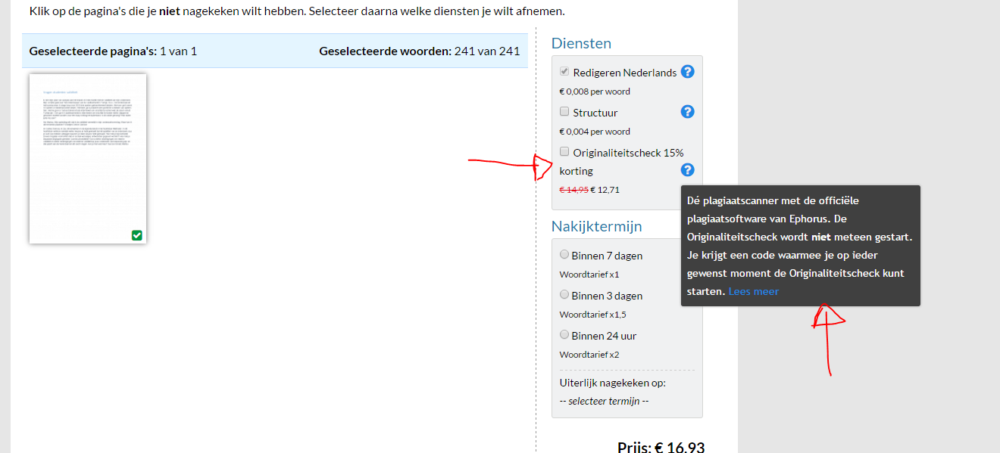 Klik op de pagina's die je niet nagekeken wilt hebben. Selecteer daarna welke diensten je wilt afnemen.
Geselecteerde pagina's: 1 van 1
Geselecteerde woorden: 241 van 241
Diensten
Redigeren Nederlands ?
€ 0,008 per woord
Structuur ?
€ 0,004 per woord
Originaliteitscheck 15%
korting ?
€ 14,95 € 12,71
Dé plagiaatscanner met de officiële
plagiaatsoftware van Ephorus. De
Originaliteitscheck wordt niet meteen gestart.
Je krijgt een code waarmee je op ieder
gewenst moment de Originaliteitscheck kunt
starten. Lees meer
Nakijktermijn
Binnen 7 dagen
Woordtarief x1
Binnen 3 dagen
Woordtarief x1,5
Binnen 24 uur
Woordtarief x2
Uiterlijk nagekeken op:
-- selecteer termijn --
Prijs: € 16,93